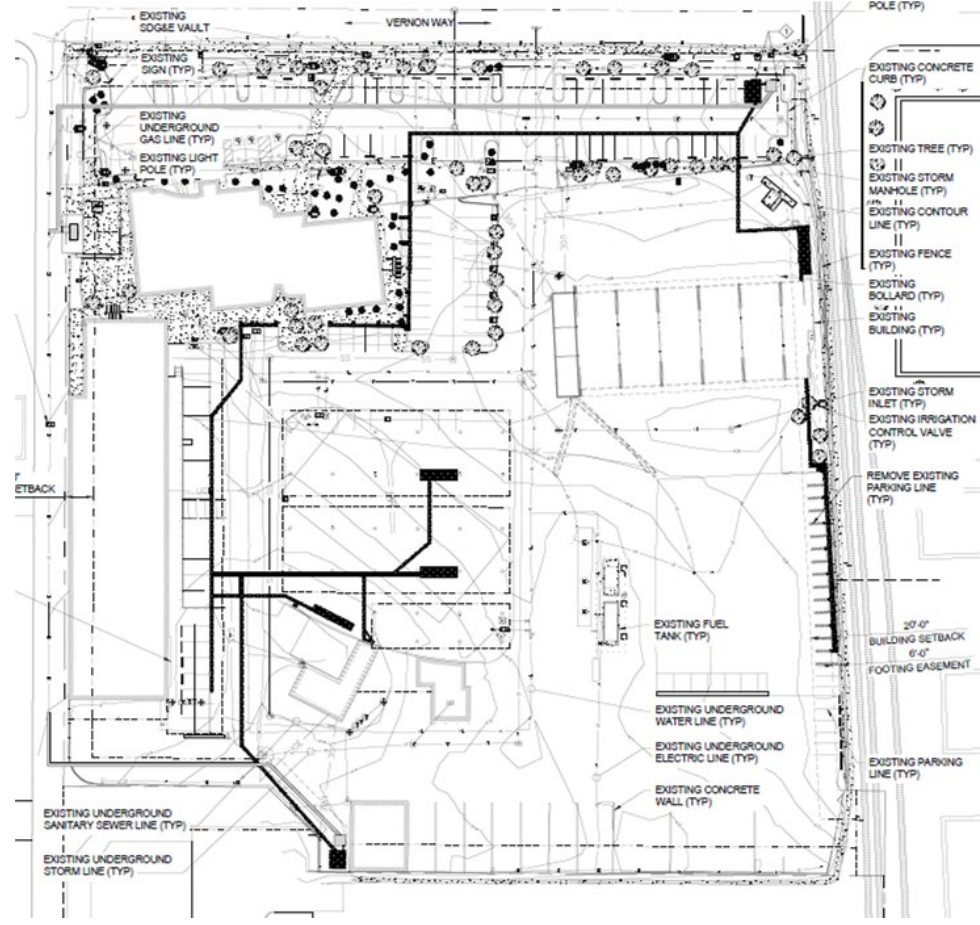 POLE (TYP)
EXISTING
SDG&E VAULT
VERNON WAY
EXISTING
SIGN (TYP)
EXISTING CONCRETE
CURB (TYP)
EXISTING
UNDERGROUND
GAS LINE (TYP)
EXISTING LIGHT
POLE (TYP)
EXISTING TREE (TYP)
EXISTING STORM
MANHOLE (TYP)
EXISTING CONTOUR
LINE (TYP)
EXISTING FENCE
(TYP)
EXISTING
BOLLARD (TYP)
EXISTING
BUILDING (TYP)
EXISTING STORM
INLET (TYP)
EXISTING IRRIGATION
CONTROL VALVE
(TYP)
ETBACK
REMOVE EXISTING
PARKING LINE
(TYP)
EXISTING FUEL
TANK (TYP)
20'-0"
BUILDING SETBACK
6'-0"
FOOTING EASEMENT
EXISTING UNDERGROUND
WATER LINE (TYP)
EXISTING UNDERGROUND
ELECTRIC LINE (TYP)
EXISTING PARKING
LINE (TYP)
EXISTING CONCRETE
WALL (TYP)
EXISTING UNDERGROUND
SANITARY SEWER LINE (TYP)
EXISTING UNDERGROUND
STORM LINE (TYP)